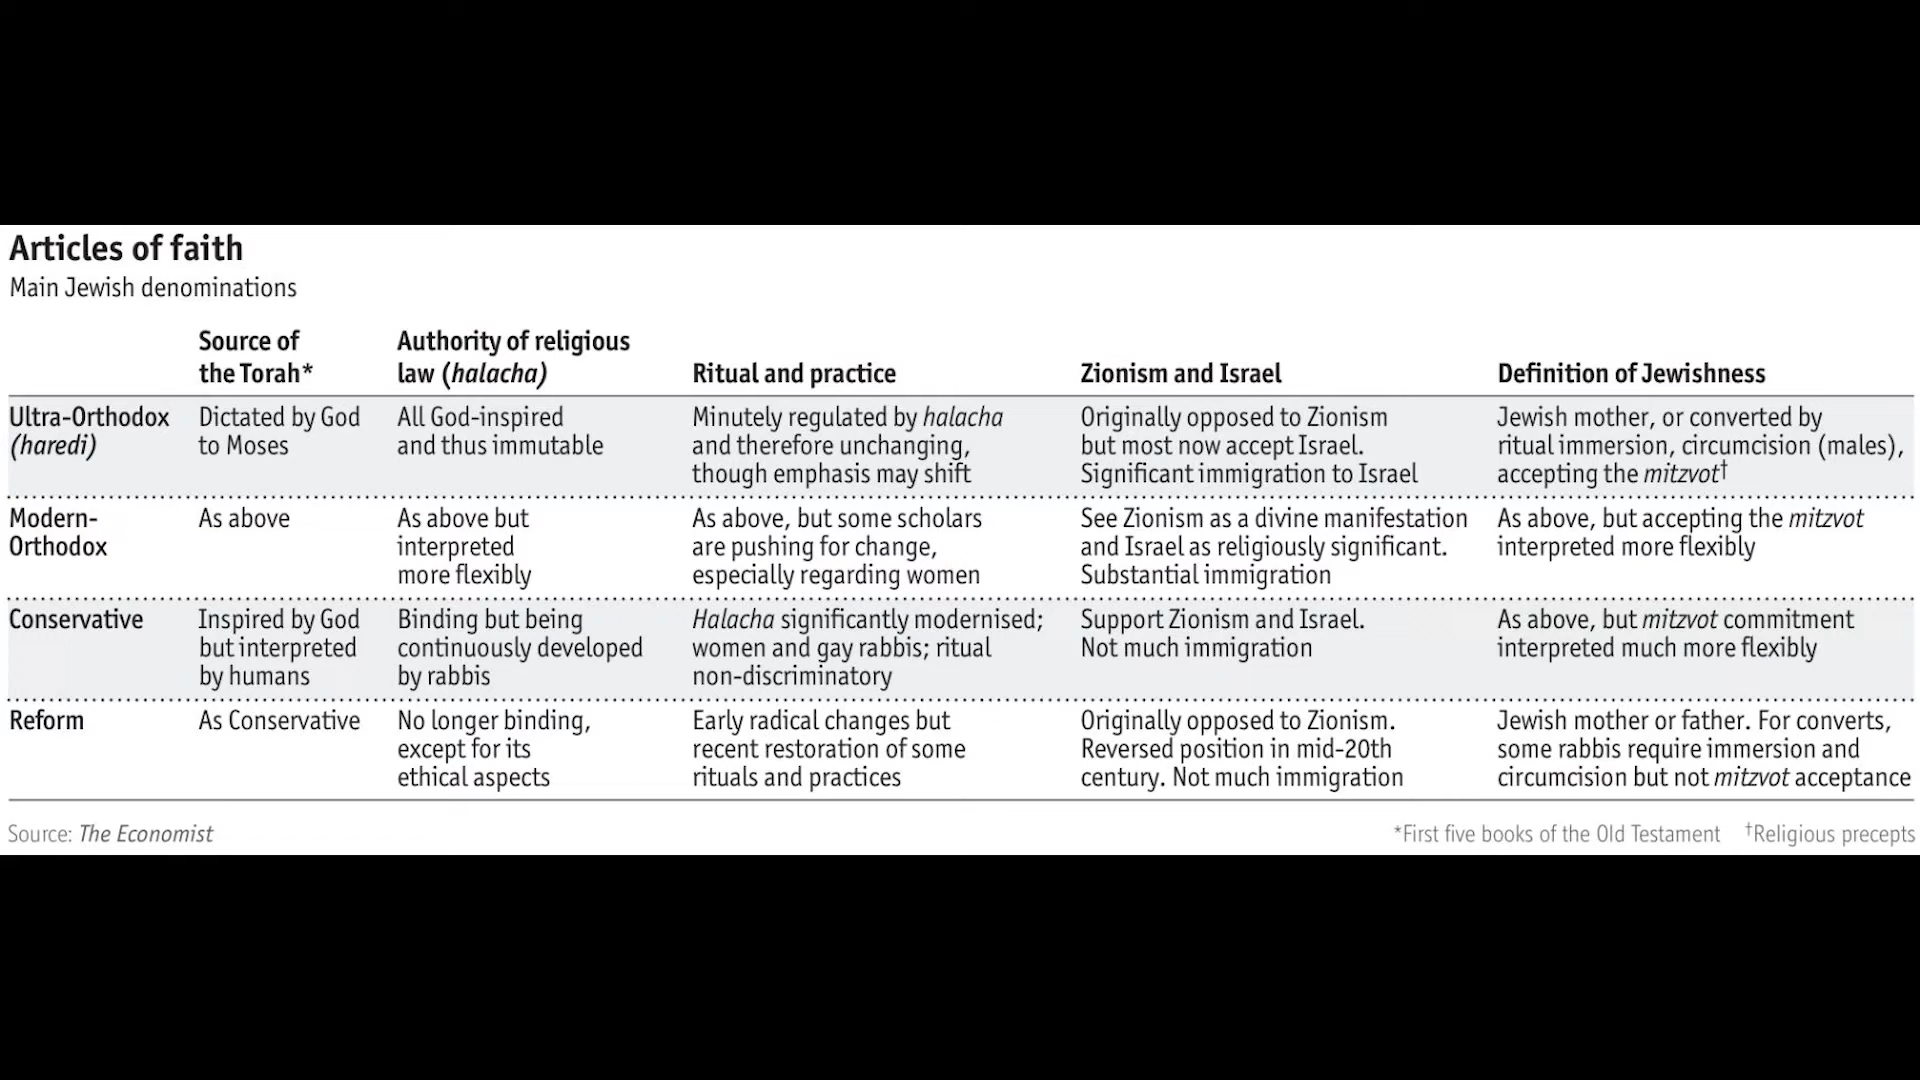 Articles of faith
Main Jewish denominations
Source of
the Torah*
Authority of religious
law (halacha)
Ritual and practice
Zionism and Israel
Definition of Jewishness
Ultra-Orthodox
(haredi)
Dictated by God
to Moses
All God-inspired
and thus immutable
Minutely regulated by halacha
and therefore unchanging,
though emphasis may shift
Originally opposed to Zionism
but most now accept Israel.
Significant immigration to Israel
Jewish mother, or converted by
ritual immersion, circumcision (males),
accepting the mitzvot†
Modern-
Orthodox
As above
As above but
interpreted
more flexibly
As above, but some scholars
are pushing for change,
especially regarding women
See Zionism as a divine manifestation
and Israel as religiously significant.
Substantial immigration
As above, but accepting the mitzvot
interpreted more flexibly
Conservative
Inspired by God
but interpreted
by humans
Binding but being
continuously developed
by rabbis
Halacha significantly modernised;
women and gay rabbis; ritual
non-discriminatory
Support Zionism and Israel.
Not much immigration
As above, but mitzvot commitment
interpreted much more flexibly
Reform
As Conservative
No longer binding,
except for its
ethical aspects
Early radical changes but
recent restoration of some
rituals and practices
Originally opposed to Zionism.
Reversed position in mid-20th
century. Not much immigration
Jewish mother or father. For converts,
some rabbis require immersion and
circumcision but not mitzvot acceptance
Source: The Economist
*First five books of the Old Testament †Religious precepts